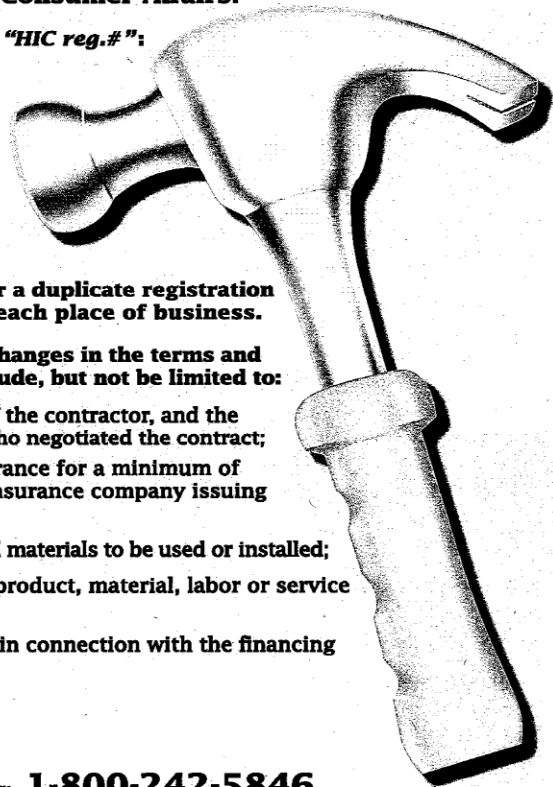 Consumer Affairs.
“HIC reg.#”:
r a duplicate registration
each place of business.
hanges in the terms and
ude, but not be limited to:
the contractor, and the
ho negotiated the contract;
rance for a minimum of
nsurance company issuing
materials to be used or installed;
product, material, labor or service
in connection with the financing
1-800-242-5846